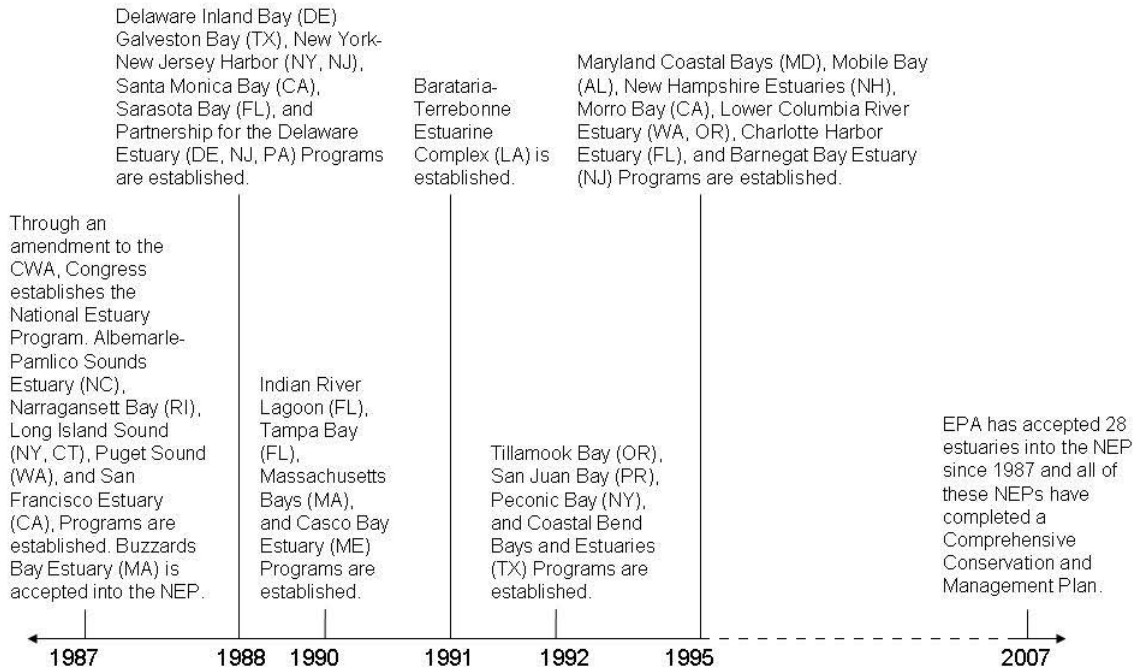 Delaware Inland Bay (DE)
Galveston Bay (TX), New York-
New Jersey Harbor (NY, NJ),
Santa Monica Bay (CA),
Sarasota Bay (FL), and
Partnership for the Delaware
Estuary (DE, NJ, PA) Programs
are established.
Barataria-
Terrebonne
Estuarine
Complex (LA) is
established.
Maryland Coastal Bays (MD), Mobile Bay
(AL), New Hampshire Estuaries (NH),
Morro Bay (CA), Lower Columbia River
Estuary (WA, OR), Charlotte Harbor
Estuary (FL), and Barnegat Bay Estuary
(NJ) Programs are established.
Through an
amendment to the
CWA, Congress
establishes the
National Estuary
Program. Albemarle-
Pamlico Sounds
Estuary (NC),
Narragansett Bay (RI),
Long Island Sound
(NY, CT), Puget Sound
(WA), and San
Francisco Estuary
(CA), Programs are
established. Buzzards
Bay Estuary (MA) is
accepted into the NEP.
Indian River
Lagoon (FL),
Tampa Bay
(FL),
Massachusetts
Bays (MA),
and Casco Bay
Estuary (ME)
Programs are
established.
Tillamook Bay (OR),
San Juan Bay (PR),
Peconic Bay (NY),
and Coastal Bend
Bays and Estuaries
(TX) Programs are
established.
EPA has accepted 28
estuaries into the NEP
since 1987 and all of
these NEPs have
completed a
Comprehensive
Conservation and
Management Plan.
1987 1988 1990 1991 1992 1995 2007